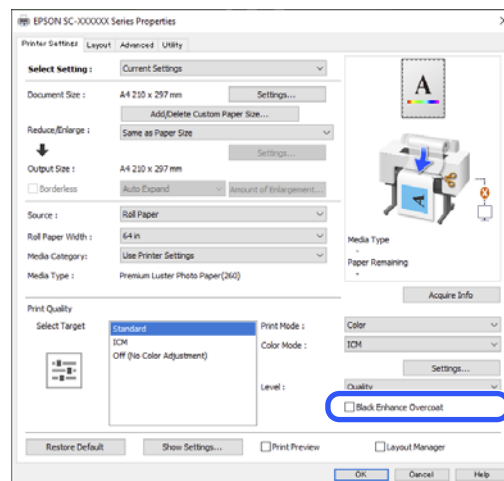 EPSON SC-XXXXXX Series Properties
Printer Settings Layout Advanced Utility
Select Setting : Current Settings
Document Size : A4 210 x 297 mm Settings...
Add/Delete Custom Paper Size...
Reduce/Enlarge : Same as Paper Size
Settings...
Output Size : A4 210 x 297 mm
Borderless Auto Expand Amount of Enlargement...
Source : Roll Paper
Roll Paper Width : 64 in
Media Category: Use Printer Settings
Media Type : Premium Luster Photo Paper(260)
A
A
Media Type
-
Paper Remaining
-
Acquire Info
Print Quality
Select Target Standard
ICM
Off (No Color Adjustment)
Print Mode : Color
Color Mode : ICM
Settings...
Level : Quality
Black Enhance Overcoat
Restore Default Show Settings... Print Preview Layout Manager
OK Cancel Help